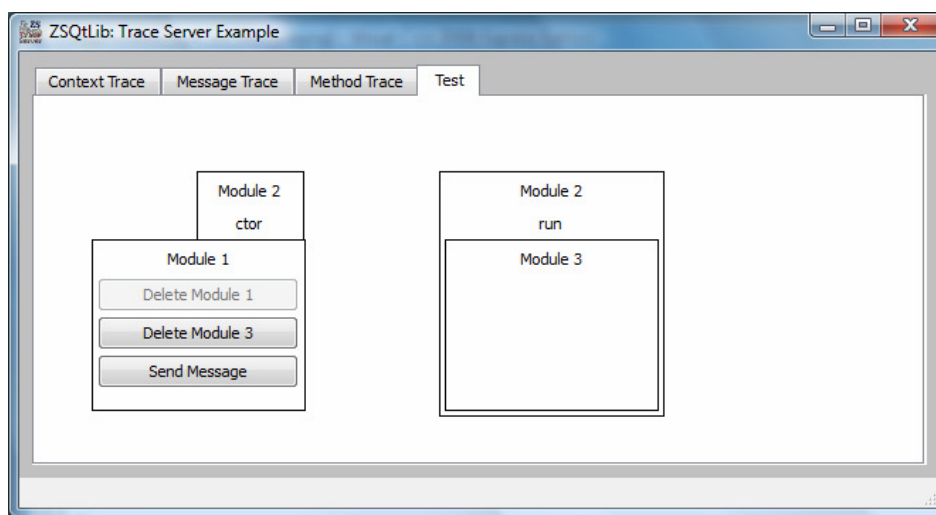 ZSQtLib: Trace Server Example
Context Trace Message Trace Method Trace Test
Module 2
ctor
Module 1
Delete Module 1
Delete Module 3
Send Message
Module 2
run
Module 3